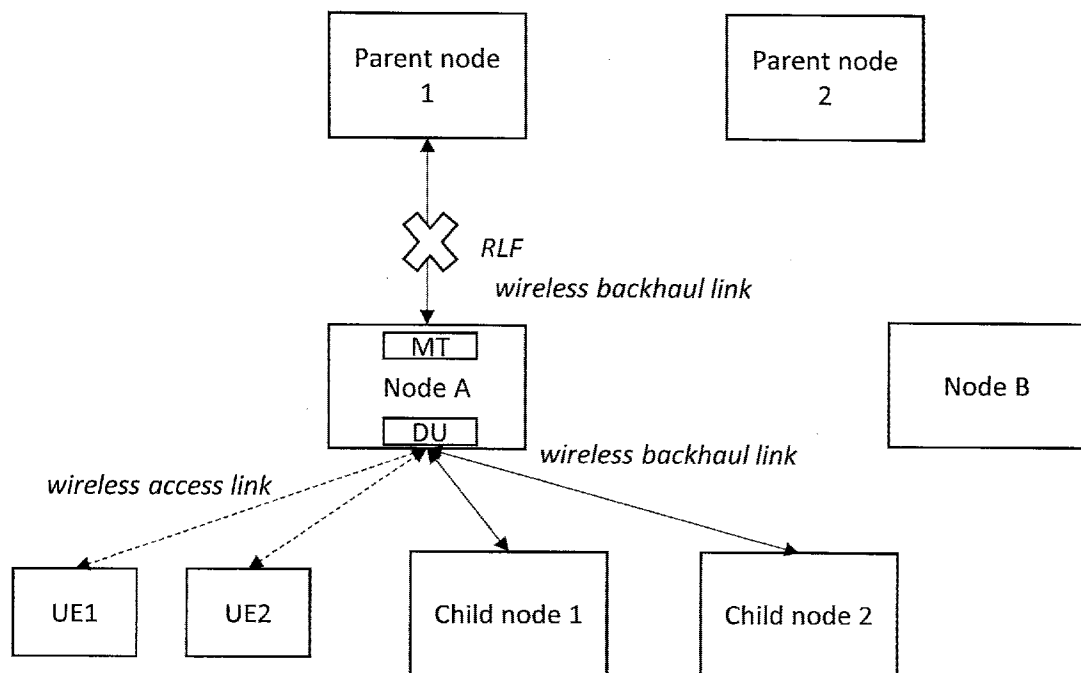 Parent node
1
Parent node
2
RLF
wireless backhaul link
MT
Node A
DU
Node B
wireless backhaul link
wireless access link
UE1
UE2
Child node 1
Child node 2